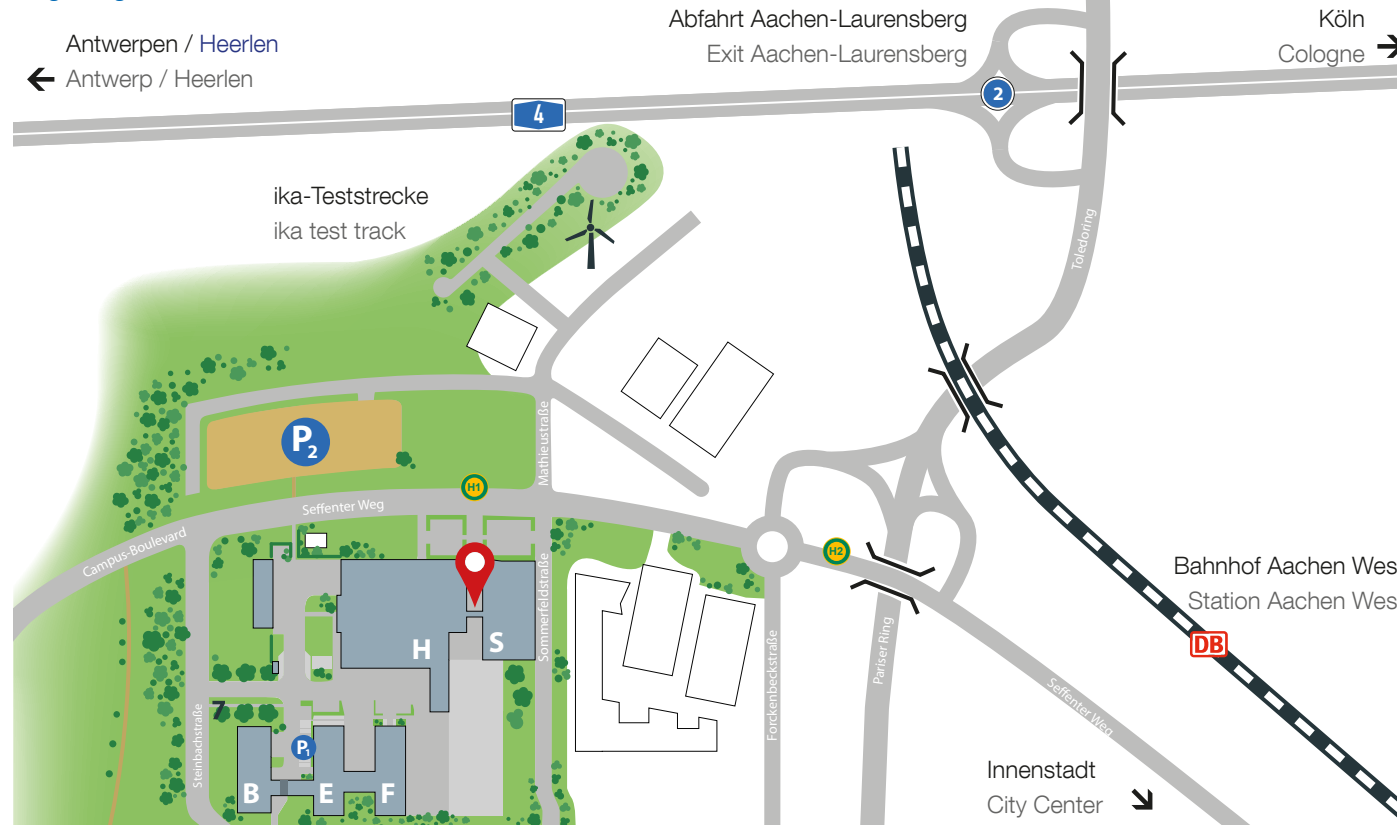 Abfahrt Aachen-Laurensberg
Exit Aachen-Laurensberg
Köln
Cologne
Antwerpen / Heerlen
Antwerp / Heerlen
2
4
ika-Teststrecke
ika test track
Toledoring
P2
Mathieustraße
H1
Seffenter Weg
Campus-Boulevard
H2
Bahnhof Aachen Wes
Station Aachen Wes
DB
H
S
Sommerfeldstraße
Forckenbeckstraße
Pariser Ring
Seffenter Weg
7
Steinbachstraße
P1
B
E
F
Innenstadt
City Center